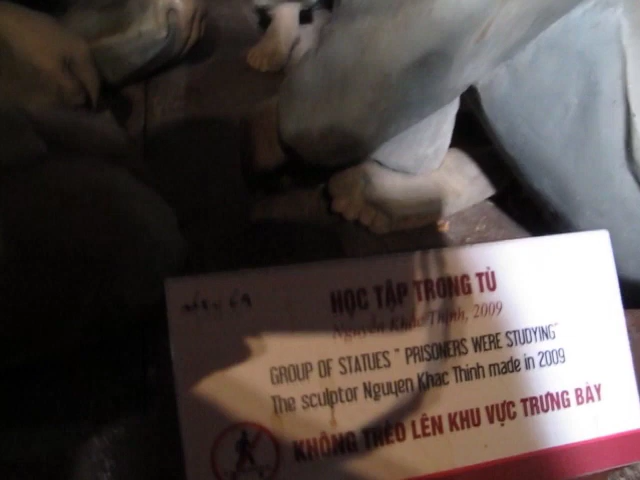 HỌC TẬP TRONG TÙ
Nguyễn Khắc Thịnh, 2009
GROUP OF STATUES " PRISONERS WERE STUDYING"
The sculptor Nguyen Khac Thinh made in 2009
KHÔNG TRÈO LÊN KHU VỰC TRƯNG BÀY